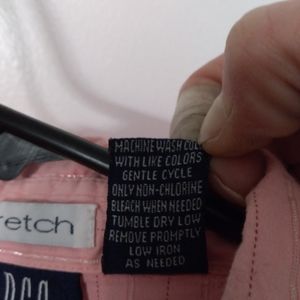 MACHINE WASH COLD
WITH LIKE COLORS
GENTLE CYCLE
ONLY NON-CHLORINE
BLEACH WHEN NEEDED
TUMBLE DRY LOW
REMOVE PROMPTLY
LOW IRON
AS NEEDED
retch